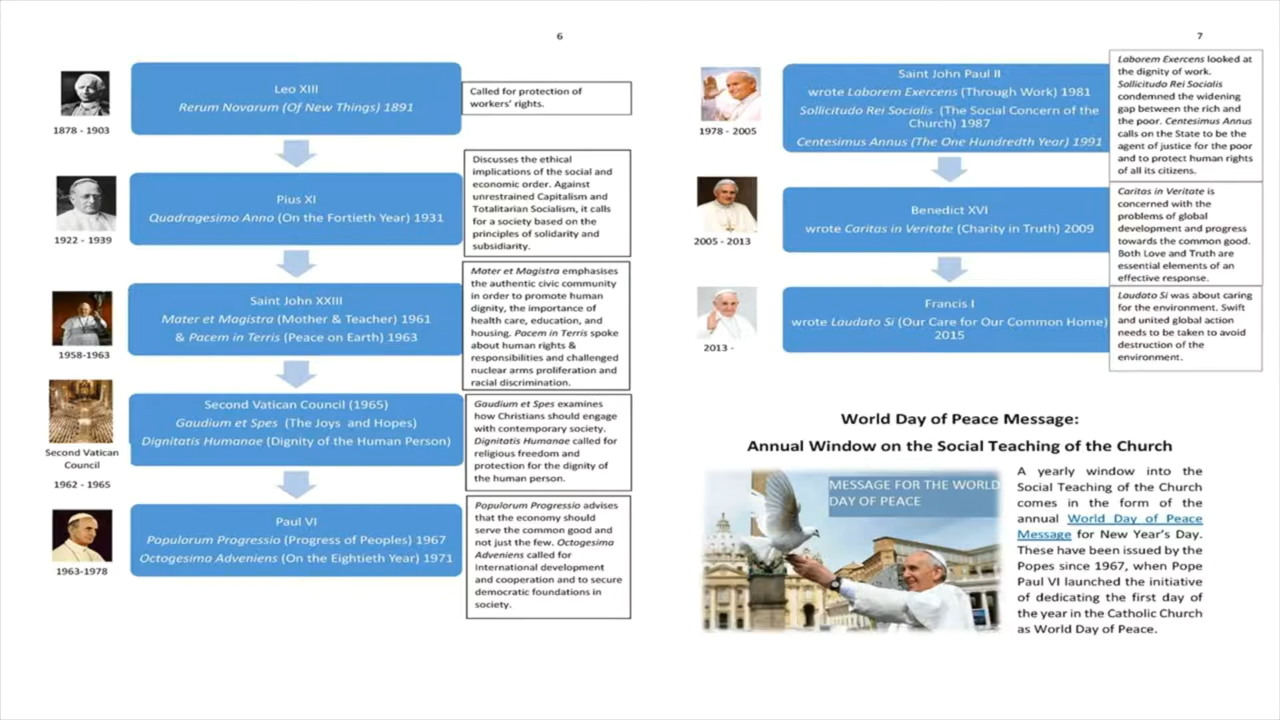 6
1878 - 1903
Leo XIII
Rerum Novarum (Of New Things) 1891
Called for protection of
workers' rights.
1922 - 1939
Pius XI
Quadragesimo Anno (On the Fortieth Year) 1931
Discusses the ethical
implications of the social and
economic order. Against
unrestrained Capitalism and
Totalitarian Socialism, it calls
for a society based on the
principles of solidarity and
subsidiarity.
1958-1963
Saint John XXIII
Mater et Magistra (Mother & Teacher) 1961
& Pacem in Terris (Peace on Earth) 1963
Mater et Magistra emphasises
the authentic civic community
in order to promote human
dignity, the importance of
health care, education, and
housing. Pacem in Terris spoke
about human rights &
responsibilities and challenged
nuclear arms proliferation and
racial discrimination.
Second Vatican
Council
1962 - 1965
Second Vatican Council (1965)
Gaudium et Spes (The Joys and Hopes)
Dignitatis Humanae (Dignity of the Human Person)
Gaudium et Spes examines
how Christians should engage
with contemporary society.
Dignitatis Humanae called for
religious freedom and
protection for the dignity of
the human person.
1963-1978
Paul VI
Populorum Progressio (Progress of Peoples) 1967
Octogesimo Adveniens (On the Eightieth Year) 1971
Populorum Progressio advises
that the economy should
serve the common good and
not just the few. Octogesima
Adveniens called for
International development
and cooperation and to secure
democratic foundations in
society.
7
1978 - 2005
Saint John Paul II
wrote Laborem Exercens (Through Work) 1981
Sollicitudo Rei Socialis (The Social Concern of the
Church) 1987
Centesimus Annus (The One Hundredth Year) 1991
Laborem Exercens looked at
the dignity of work.
Sollicitudo Rei Socialis
condemned the widening
gap between the rich and
the poor. Centesimus Annus
calls on the State to be the
agent of justice for the poor
and to protect human rights
of all its citizens.
2005 - 2013
Benedict XVI
wrote Caritas in Veritate (Charity in Truth) 2009
Caritas in Veritate is
concerned with the
problems of global
development and progress
towards the common good.
Both Love and Truth are
essential elements of an
effective response.
2013 -
Francis I
wrote Laudato Si (Our Care for Our Common Home)
2015
Laudato Si was about caring
for the environment. Swift
and united global action
needs to be taken to avoid
destruction of the
environment.
World Day of Peace Message:
Annual Window on the Social Teaching of the Church
MESSAGE FOR THE WORLD
DAY OF PEACE
A yearly window into the
Social Teaching of the Church
comes in the form of the
annual World Day of Peace
Message for New Year's Day.
These have been issued by the
Popes since 1967, when Pope
Paul VI launched the initiative
of dedicating the first day of
the year in the Catholic Church
as World Day of Peace.